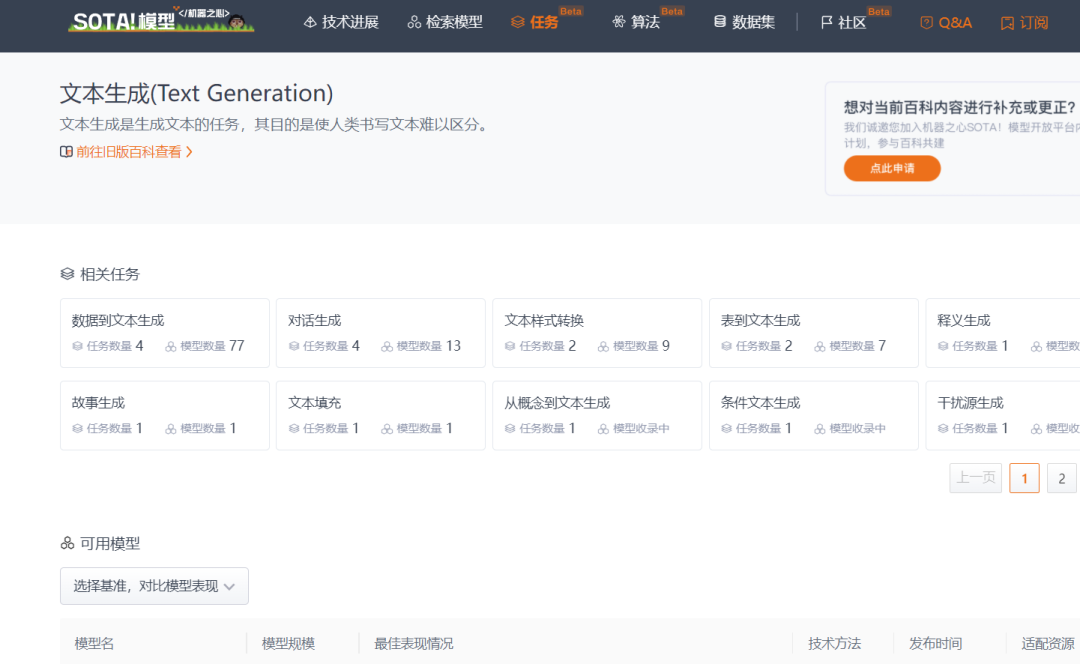 SOTA!模型 </机器之心>
技术进展 检索模型 任务 Beta 算法 Beta 数据集 社区 Beta Q&A 订阅
文本生成(Text Generation)
文本生成是生成文本的任务，其目的是使人类书写文本难以区分。
前往旧版百科查看
想对当前百科内容进行补充或更正?
我们诚邀您加入机器之心SOTA！模型开放平台
计划，参与百科共建
点此申请
相关任务
数据到文本生成 对话生成 文本样式转换 表到文本生成 释义生成
任务数量 4 模型数量 77 任务数量 4 模型数量 13 任务数量 2 模型数量 9 任务数量 2 模型数量 7 任务数量 1 模型数
故事生成 文本填充 从概念到文本生成 条件文本生成 干扰源生成
任务数量 1 模型数量 1 任务数量 1 模型数量 1 任务数量 1 模型收录中 任务数量 1 模型收录中 任务数量 1 模型收
上一页 1 2
可用模型
选择基准，对比模型表现
模型名 模型规模 最佳表现情况 技术方法 发布时间 适配资源